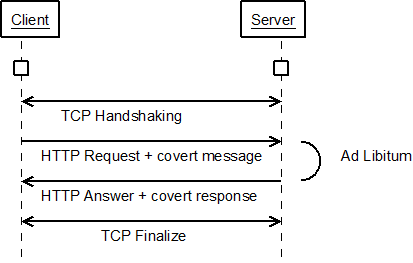 Client
Server
TCP Handshaking
HTTP Request + covert message
Ad Libitum
HTTP Answer + covert response
TCP Finalize